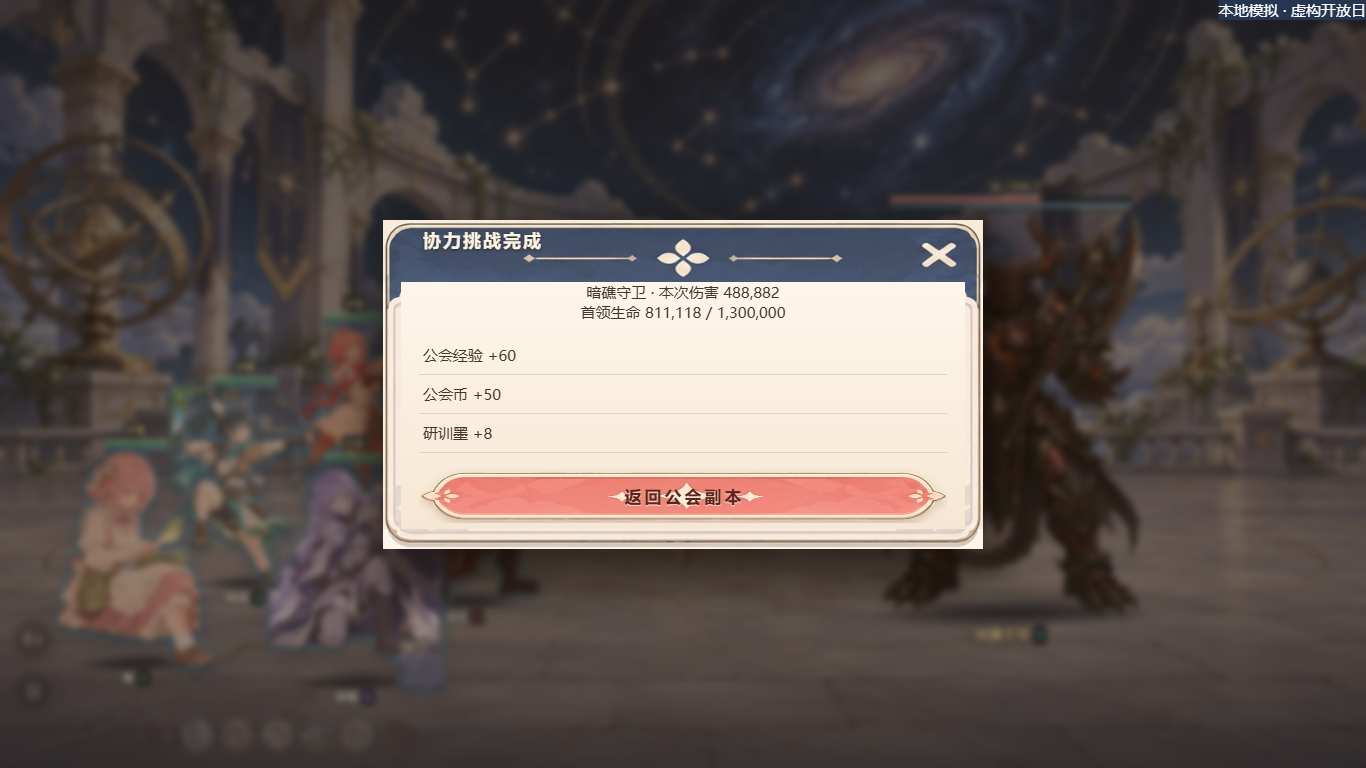 本地模拟 · 虚构开放日
协力挑战完成
暗礁守卫 · 本次伤害 488,882
首领生命 811,118 / 1,300,000
公会经验 +60
公会币 +50
研训墨 +8
返回公会副本